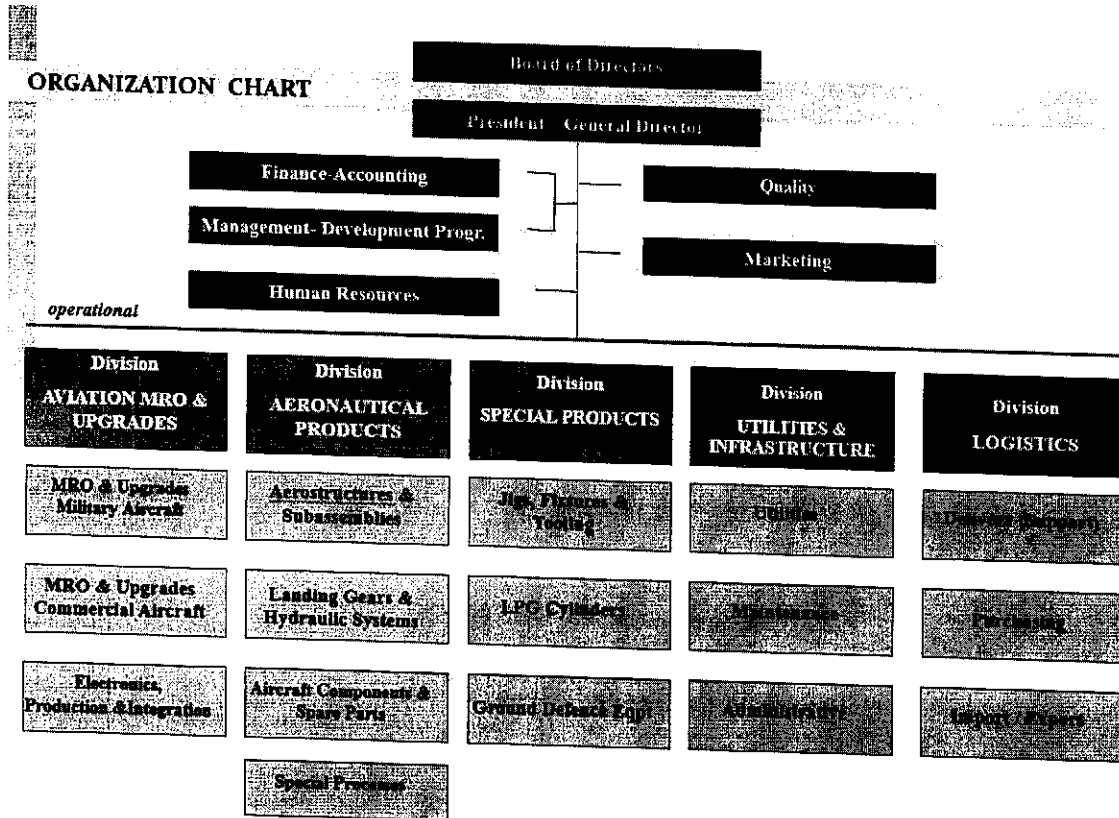 Board of Directors
ORGANIZATION CHART
President - General Director
Finance-Accounting
Quality
Management- Development Progr.
Marketing
Human Resources
operational
Division
AVIATION MRO &
UPGRADES
Division
AERONAUTICAL
PRODUCTS
Division
SPECIAL PRODUCTS
Division
UTILITIES &
INFRASTRUCTURE
Division
LOGISTICS
MRO & Upgrades
Military Aircraft
Aerostructures &
Subassemblies
Jigs, Fixtures &
Tooling
Utilities
(Support)
MRO & Upgrades
Commercial Aircraft
Landing Gears &
Hydraulic Systems
LPG Cylinders
Maintenance
Purchasing
Electronics,
Production &Integration
Aircraft Components &
Spare Parts
Ground Defence Eqpt
Administrative
Import / Export
Special Processes